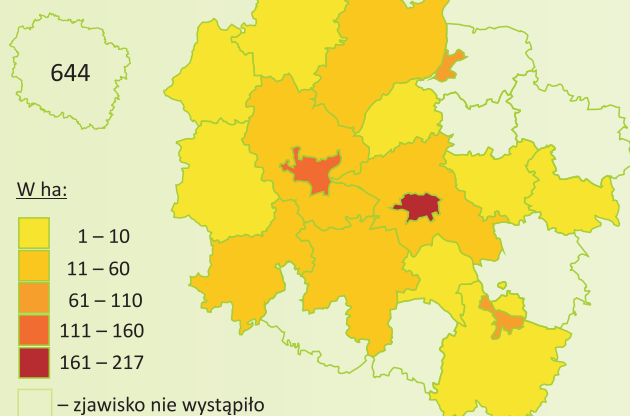 644
W ha:
1 – 10
11 – 60
61 – 110
111 – 160
161 – 217
– zjawisko nie wystąpiło